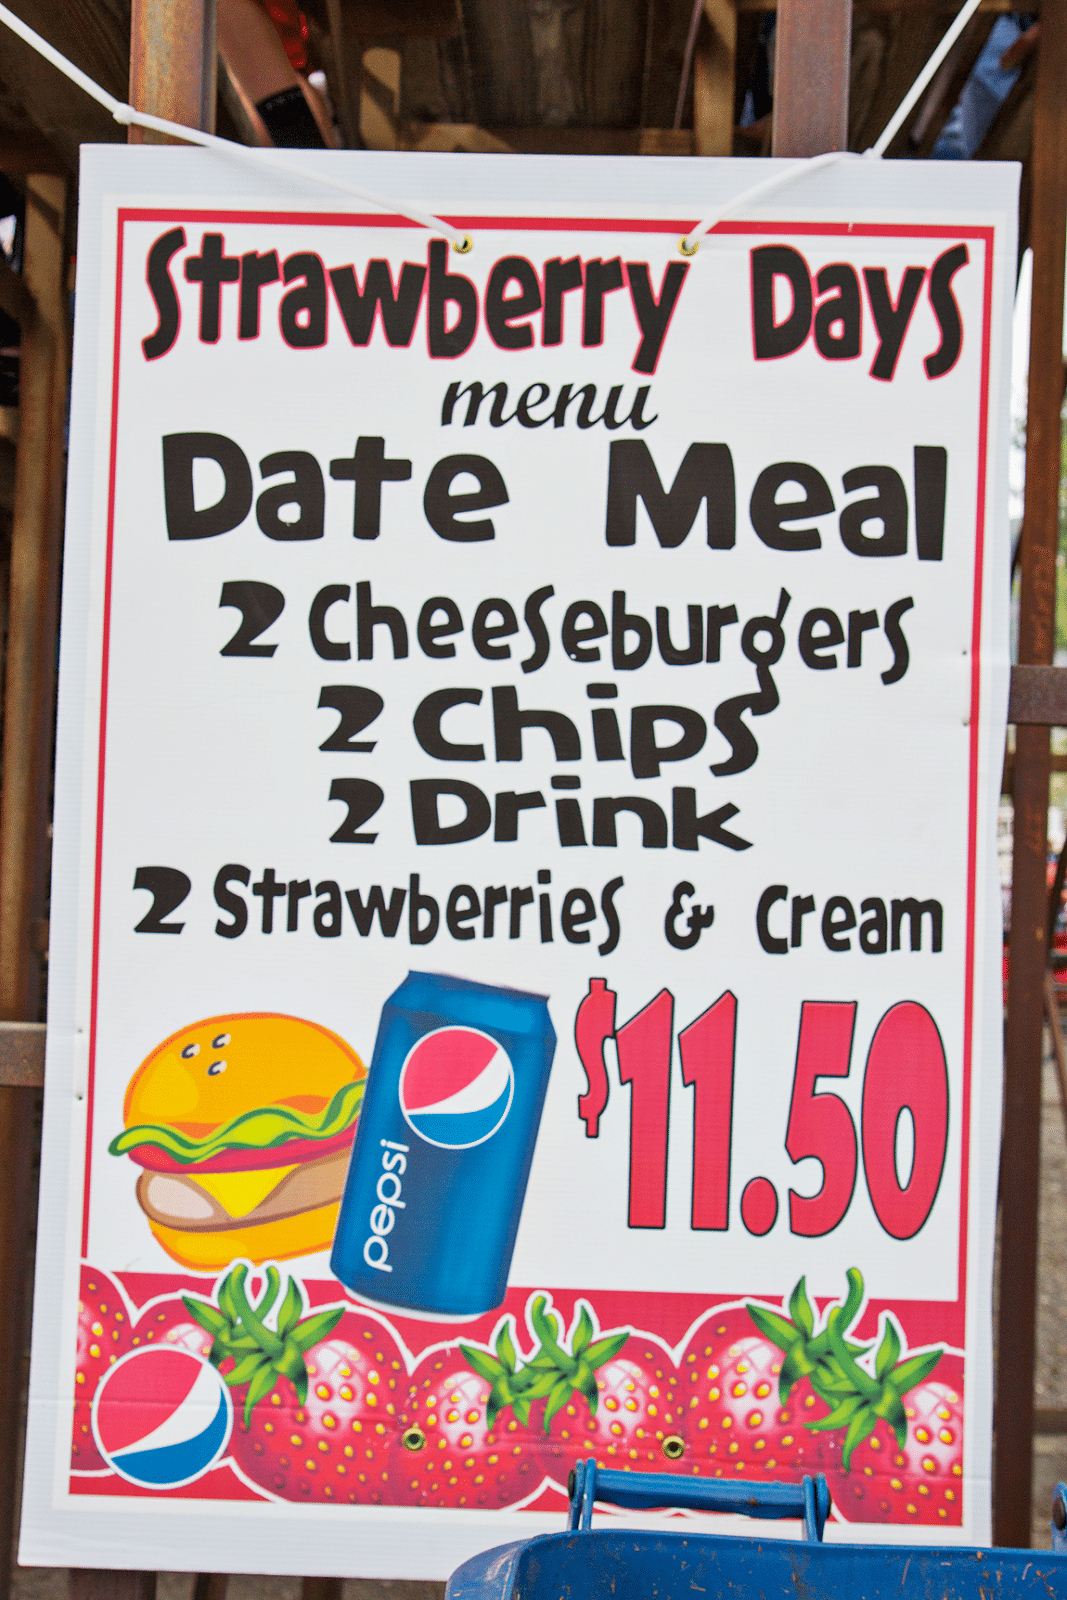 Strawberry Days
menu
Date Meal
2 Cheeseburgers
2 Chips
2 Drink
2 Strawberries & Cream
$11.50
pepsi